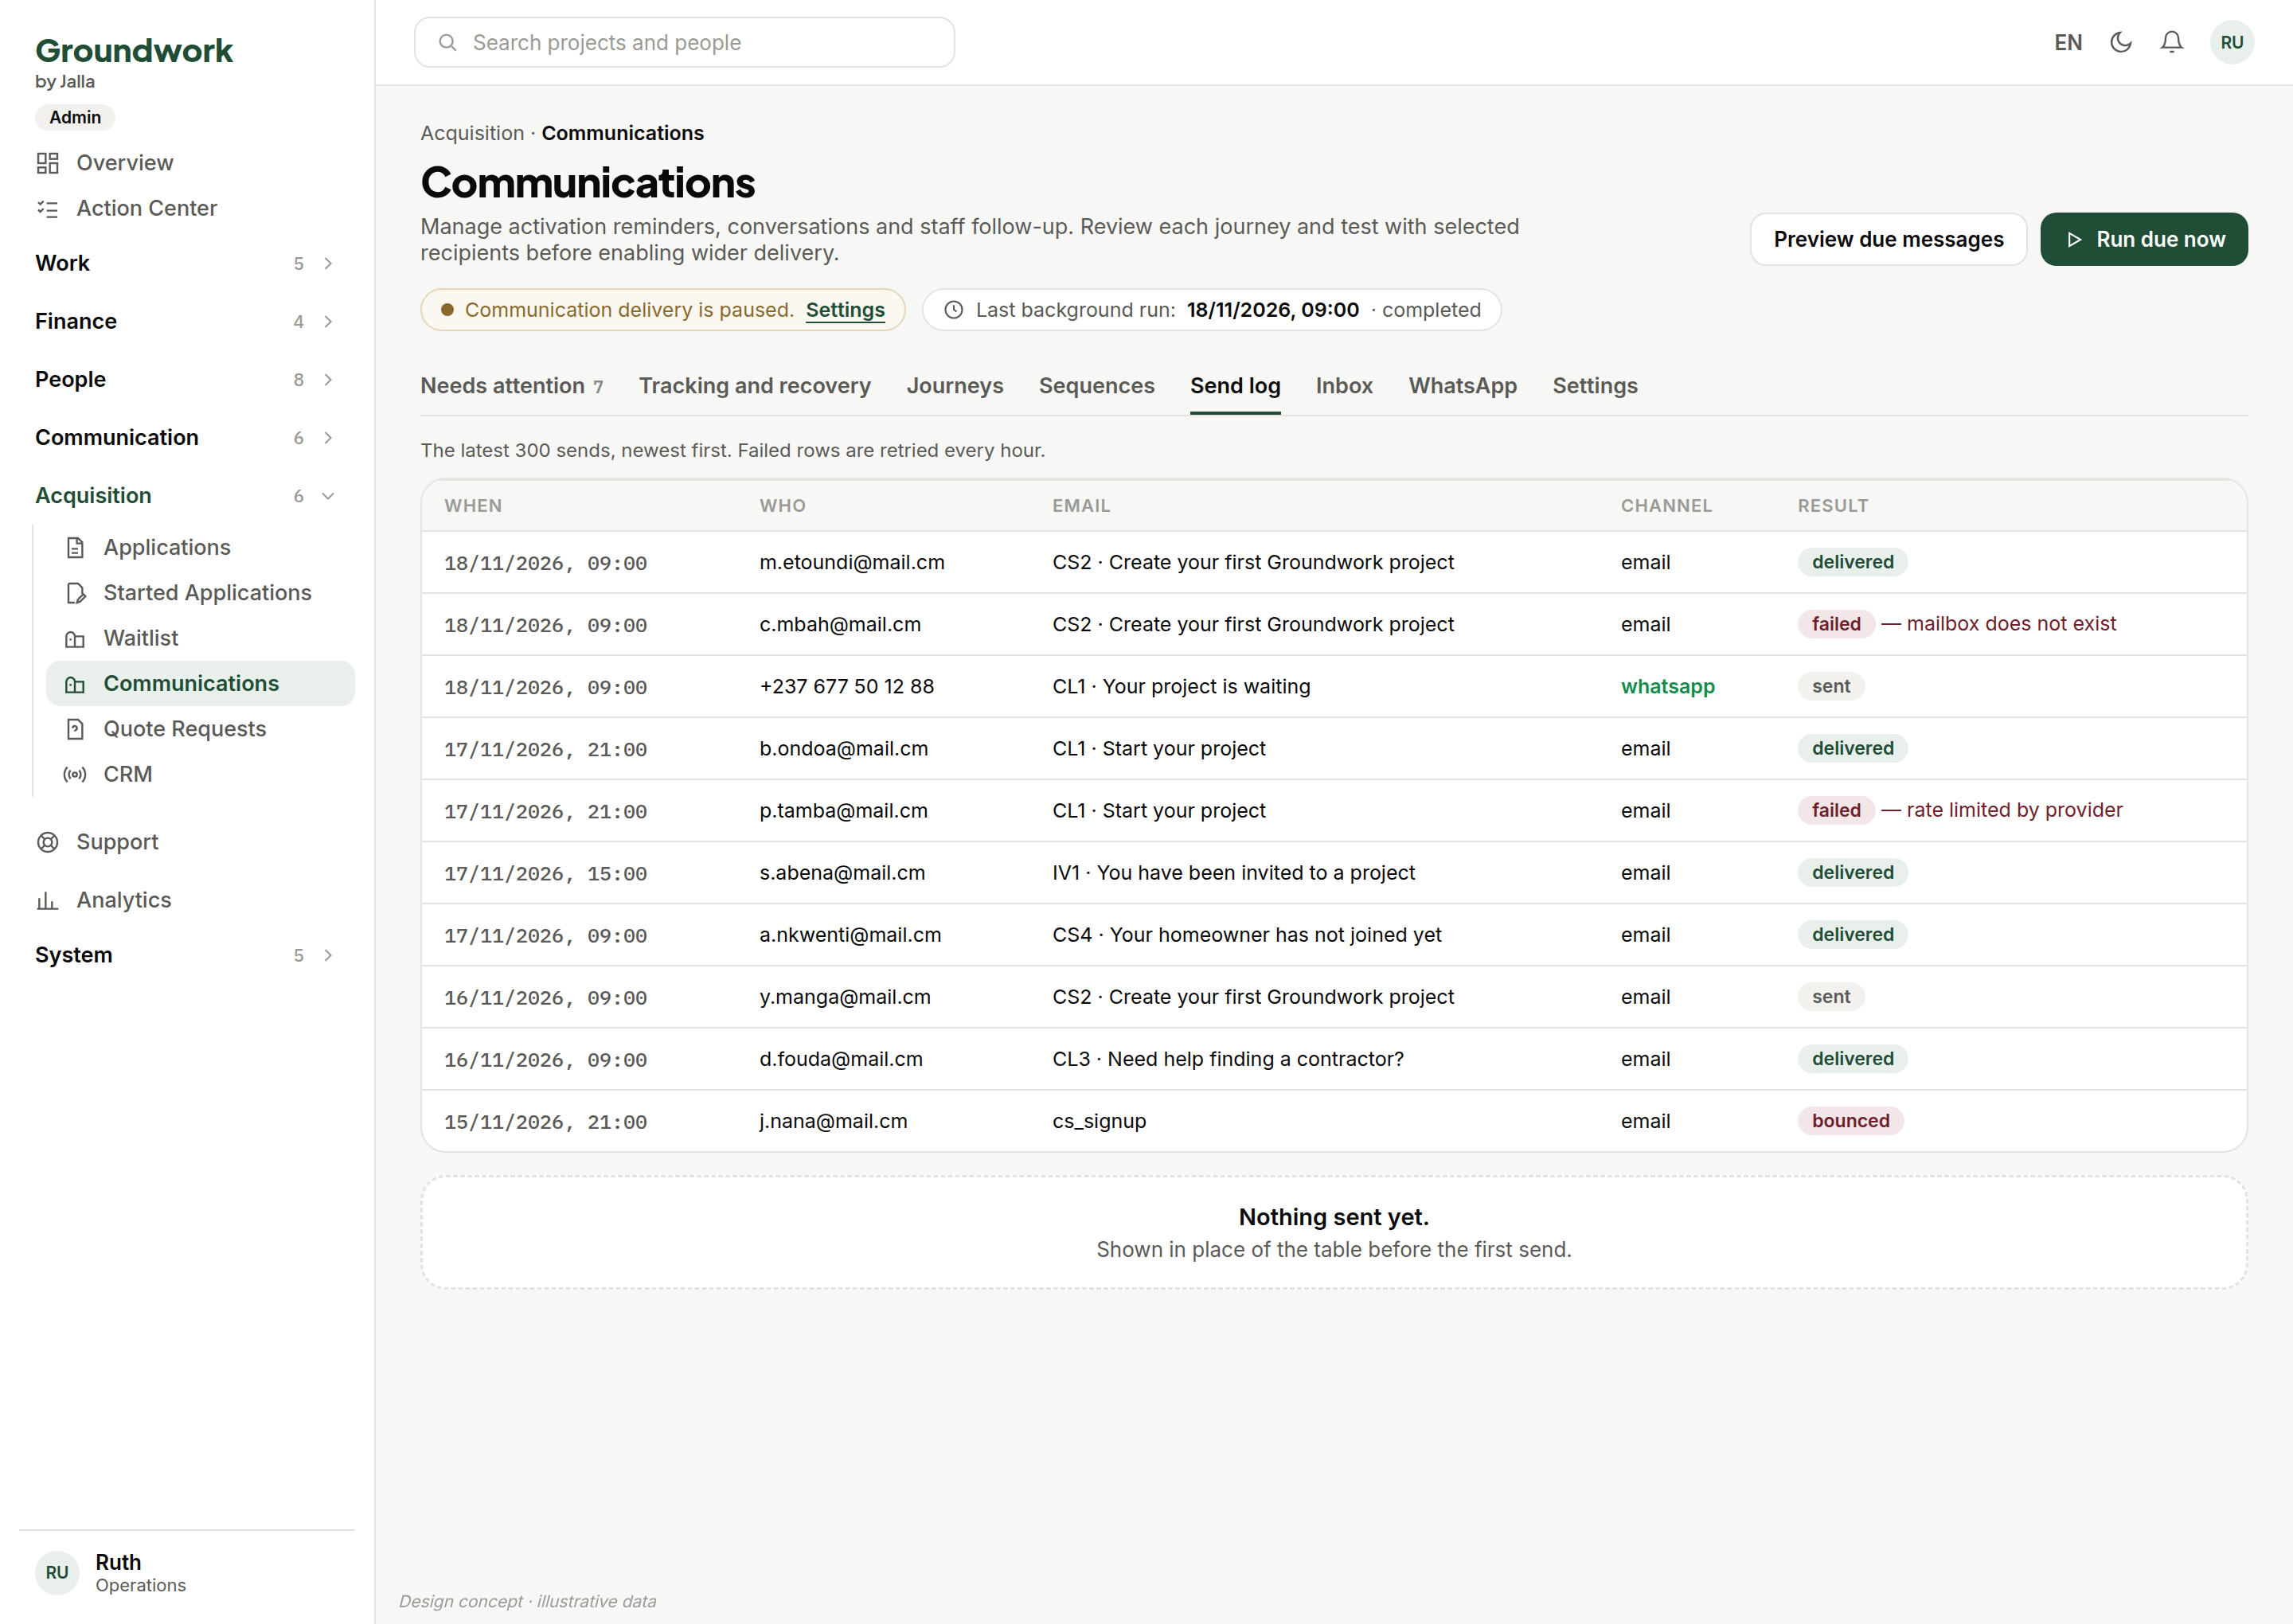 Groundwork
by Jalla
Admin
Overview
Action Center
Work 5
Finance 4
People 8
Communication 6
Acquisition 6
Applications
Started Applications
Waitlist
Communications
Quote Requests
CRM
Support
Analytics
System 5
RU Ruth
Operations
Search projects and people
EN RU
Acquisition · Communications
Communications
Manage activation reminders, conversations and staff follow-up. Review each journey and test with selected
recipients before enabling wider delivery.
Preview due messages Run due now
Communication delivery is paused. Settings Last background run: 18/11/2026, 09:00 · completed
Needs attention 7 Tracking and recovery Journeys Sequences Send log Inbox WhatsApp Settings
The latest 300 sends, newest first. Failed rows are retried every hour.
WHEN WHO EMAIL CHANNEL RESULT
18/11/2026, 09:00 m.etoundi@mail.cm CS2 · Create your first Groundwork project email delivered
18/11/2026, 09:00 c.mbah@mail.cm CS2 · Create your first Groundwork project email failed — mailbox does not exist
18/11/2026, 09:00 +237 677 50 12 88 CL1 · Your project is waiting whatsapp sent
17/11/2026, 21:00 b.ondoa@mail.cm CL1 · Start your project email delivered
17/11/2026, 21:00 p.tamba@mail.cm CL1 · Start your project email failed — rate limited by provider
17/11/2026, 15:00 s.abena@mail.cm IV1 · You have been invited to a project email delivered
17/11/2026, 09:00 a.nkwenti@mail.cm CS4 · Your homeowner has not joined yet email delivered
16/11/2026, 09:00 y.manga@mail.cm CS2 · Create your first Groundwork project email sent
16/11/2026, 09:00 d.fouda@mail.cm CL3 · Need help finding a contractor? email delivered
15/11/2026, 21:00 j.nana@mail.cm cs_signup email bounced
Nothing sent yet.
Shown in place of the table before the first send.
Design concept · illustrative data